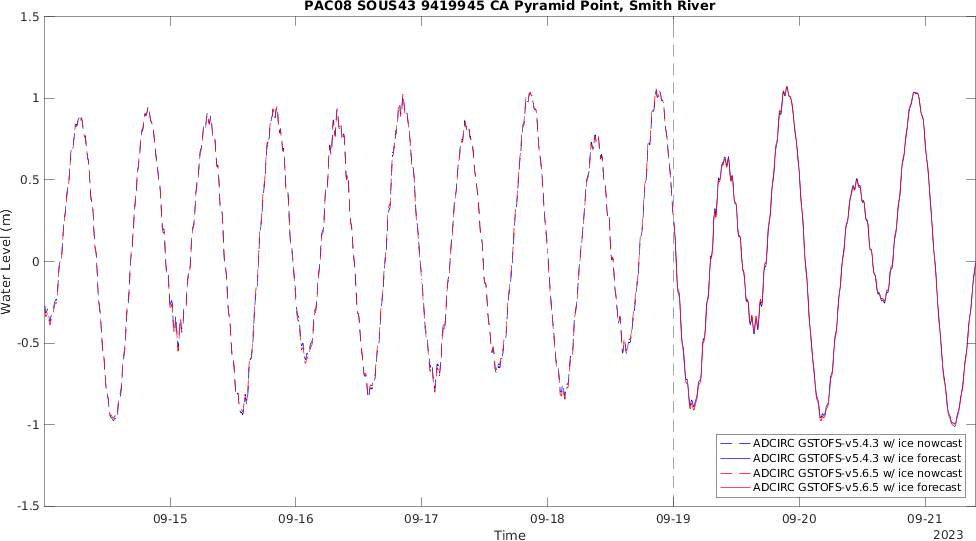 PAC08 SOUS43 9419945 CA Pyramid Point, Smith River
1.5
1
0.5
0
-0.5
-1
-1.5
Water Level (m)
09-15
09-16
09-17
09-18
09-19
09-20
09-21
Time
2023
ADCIRC GSTOFS-v5.4.3 w/ ice nowcast
ADCIRC GSTOFS-v5.4.3 w/ ice forecast
ADCIRC GSTOFS-v5.6.5 w/ ice nowcast
ADCIRC GSTOFS-v5.6.5 w/ ice forecast